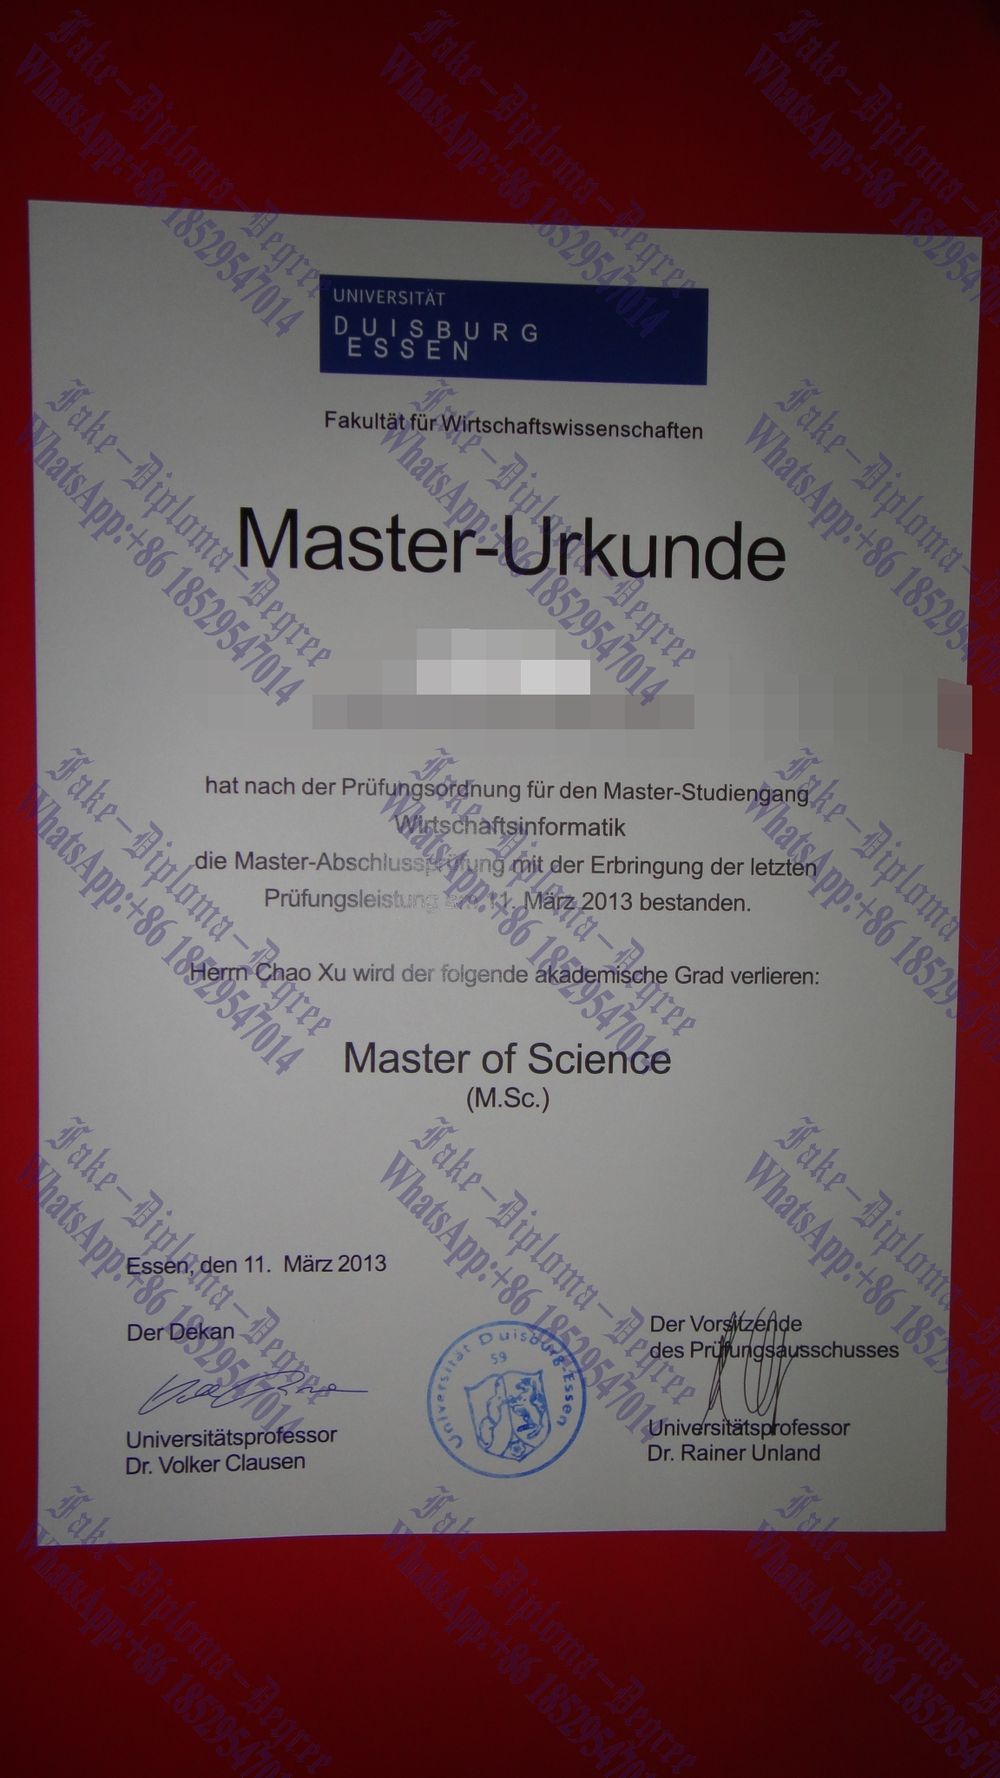 UNIVERSITÄT
DUISBURG
ESSEN
Fakultät für Wirtschaftswissenschaften
Master-Urkunde
hat nach der Prüfungsordnung für den Master-Studiengang
Wirtschaftsinformatik
die Master-Abschlussprüfung mit der Erbringung der letzten
Prüfungsleistung am 11. März 2013 bestanden.
Herrn Chao Xu wird der folgende akademische Grad verlieren:
Master of Science
(M.Sc.)
Essen, den 11. März 2013
Der Dekan
Universitätsprofessor
Dr. Volker Clausen
Universität Duisburg-Essen
59
Der Vorsitzende
des Prüfungsausschusses
Universitätsprofessor
Dr. Rainer Unland
Fake-Diploma-Degree
WhatsApp:+86 18529547014